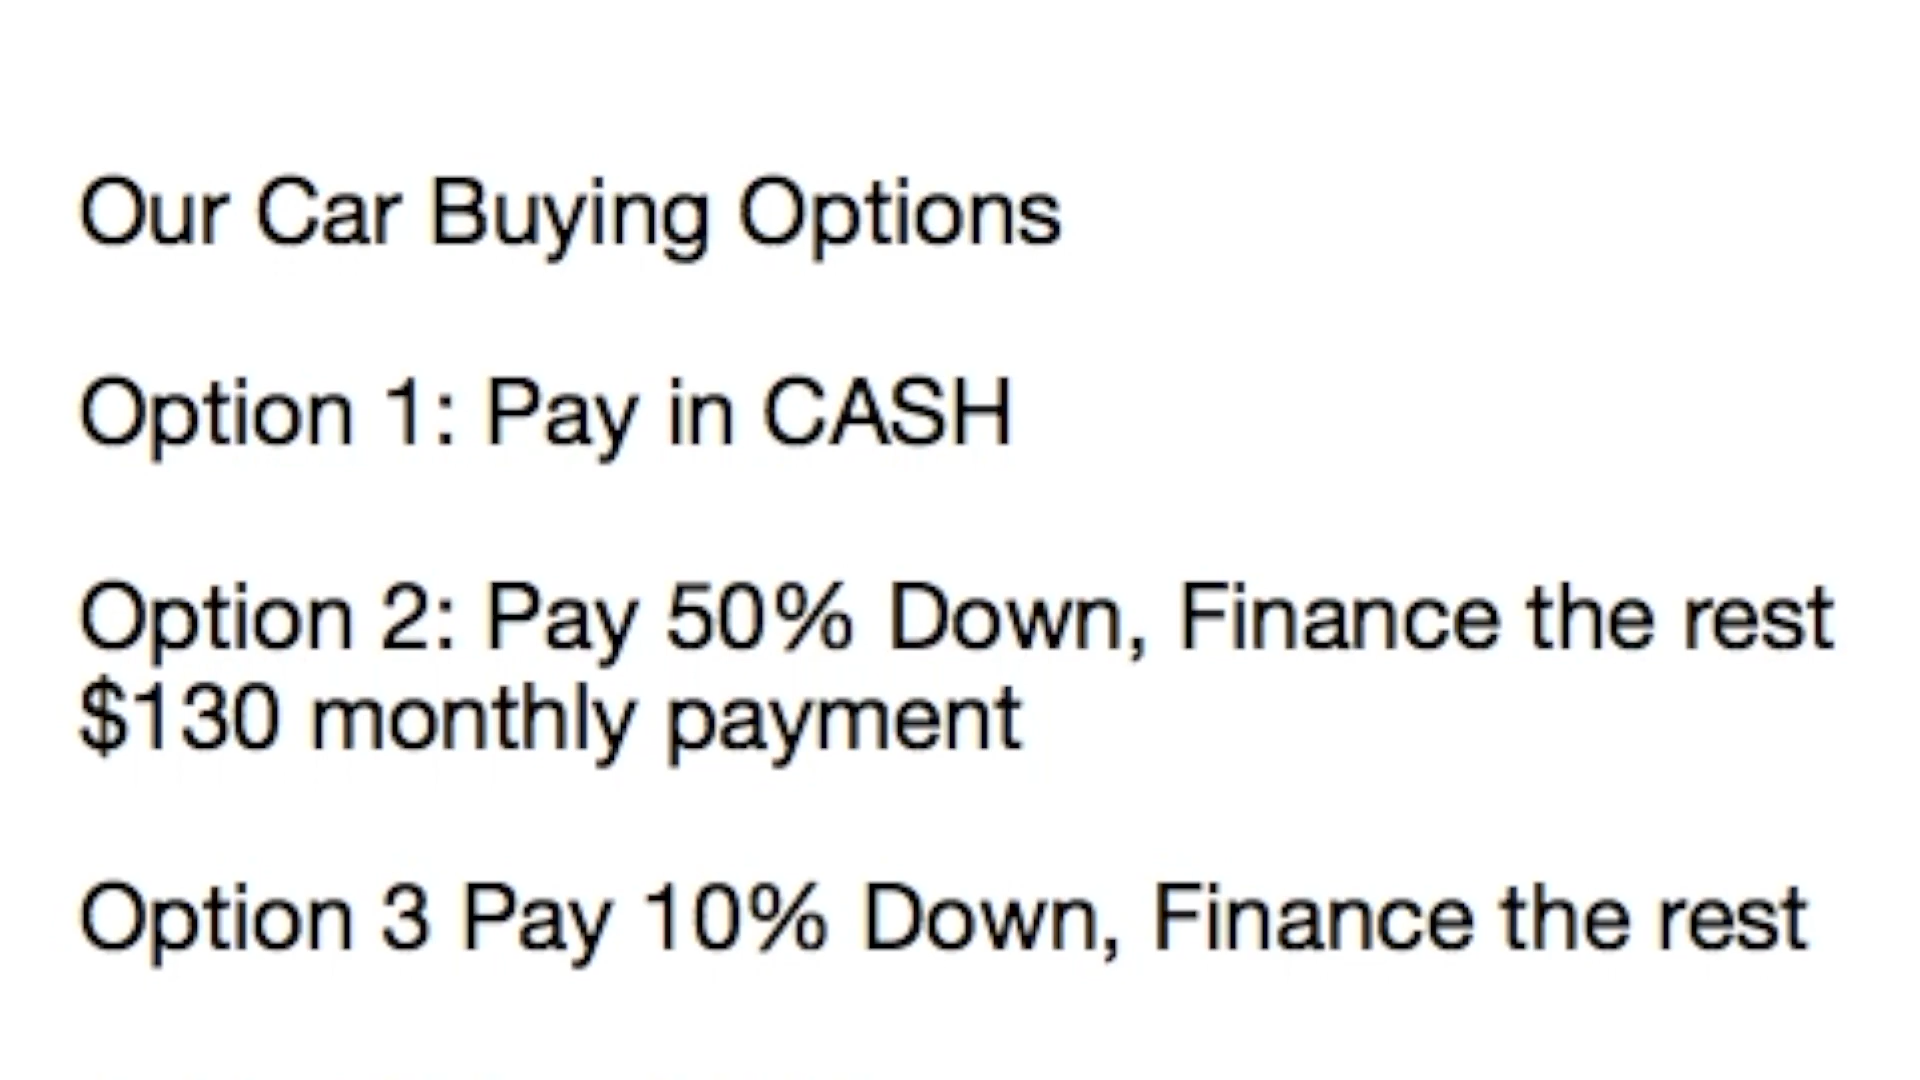 Our Car Buying Options
Option 1: Pay in CASH
Option 2: Pay 50% Down, Finance the rest
$130 monthly payment
Option 3 Pay 10% Down, Finance the rest